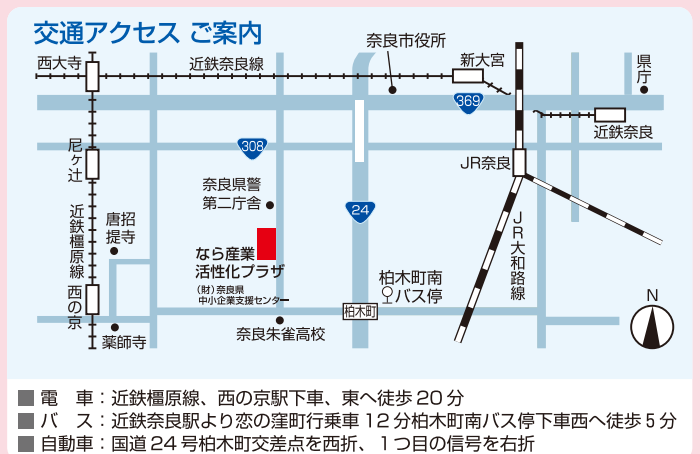 交通アクセス ご案内
西大寺
近鉄奈良線
奈良市役所
新大宮
県庁
369
近鉄奈良
尼ヶ辻
308
JR奈良
奈良県警
第二庁舎
24
近鉄橿原線
唐招
提寺
なら産業
活性化プラザ
(財)奈良県
中小企業支援センター
JR大和路線
柏木町南
バス停
西の京
柏木町
N
薬師寺
奈良朱雀高校
■ 電　車：近鉄橿原線、西の京駅下車、東へ徒歩20分
■ バ　ス：近鉄奈良駅より恋の窪町行乗車12分柏木町南バス停下車西へ徒歩5分
■ 自動車：国道24号柏木町交差点を西折、1つ目の信号を右折